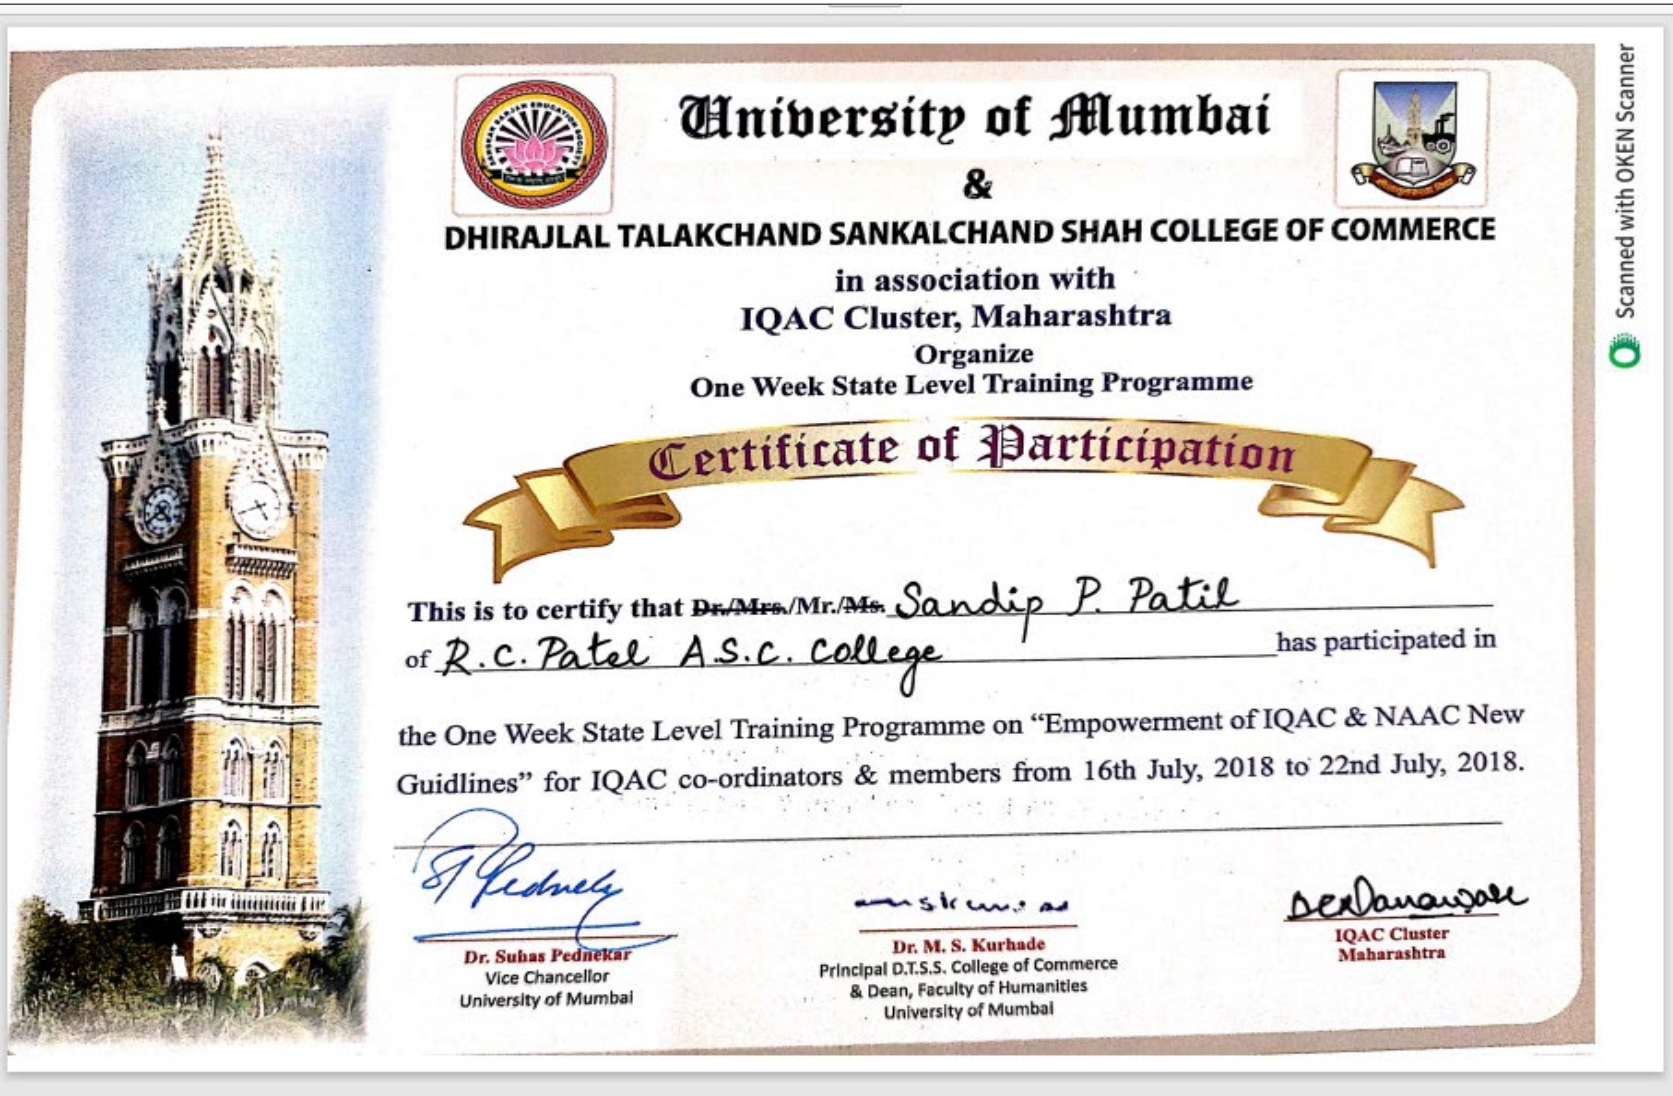 University of Mumbai
&
DHIRAJLAL TALAKCHAND SANKALCHAND SHAH COLLEGE OF COMMERCE
in association with
IQAC Cluster, Maharashtra
Organize
One Week State Level Training Programme
Certificate of Participation
This is to certify that Dr./Mrs./Mr./Ms. Sandip P. Patil
of R.C. Patel A.S.C. College has participated in
the One Week State Level Training Programme on “Empowerment of IQAC & NAAC New
Guidlines” for IQAC co-ordinators & members from 16th July, 2018 to 22nd July, 2018.
Dr. Suhas Pednekar
Vice Chancellor
University of Mumbai
Dr. M. S. Kurhade
Principal D.T.S.S. College of Commerce
& Dean, Faculty of Humanities
University of Mumbai
IQAC Cluster
Maharashtra
Scanned with OKEN Scanner